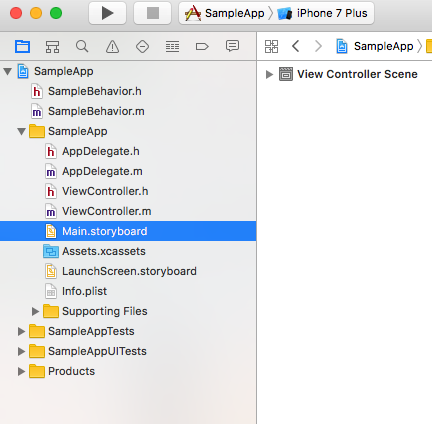 SampleApp iPhone 7 Plus
SampleApp
View Controller Scene
SampleApp
h SampleBehavior.h
m SampleBehavior.m
SampleApp
h AppDelegate.h
m AppDelegate.m
h ViewController.h
m ViewController.m
Main.storyboard
Assets.xcassets
LaunchScreen.storyboard
Info.plist
Supporting Files
SampleAppTests
SampleAppUITests
Products